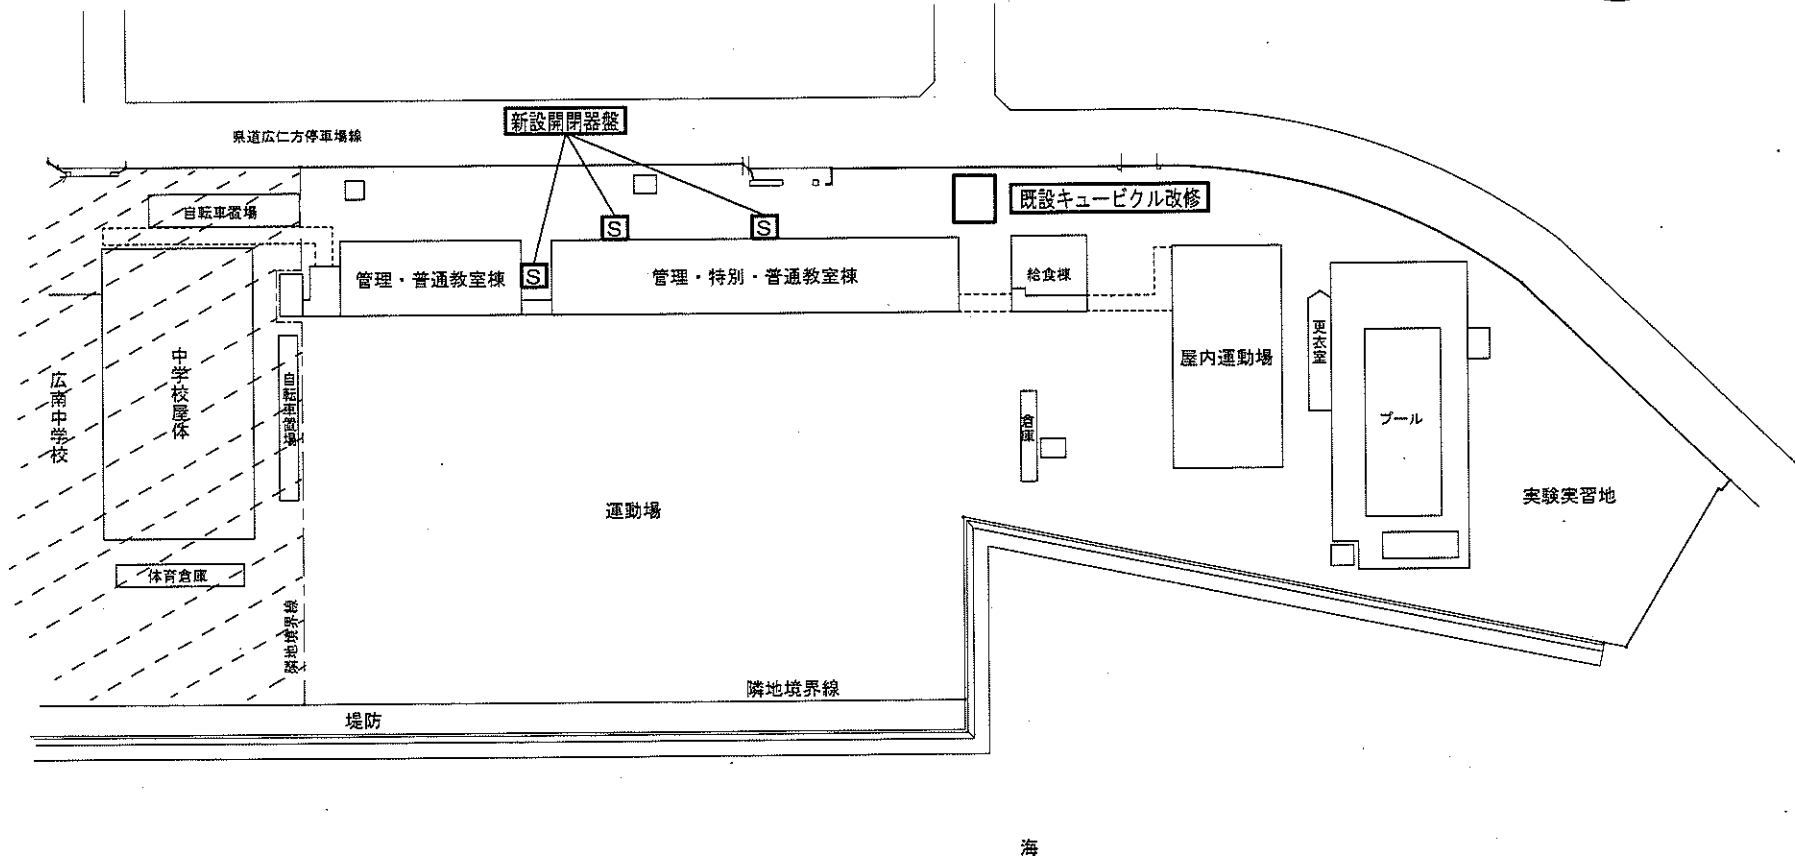 新設開閉器盤
県道広仁方停車場線
既設キュービクル改修
自転車置場
S
S
S
管理・普通教室棟
管理・特別・普通教室棟
給食棟
更衣室
屋内運動場
プール
中学校屋体
広南中学校
自転車置場
倉庫
実験実習地
運動場
体育倉庫
隣地境界線
隣地境界線
堤防
海